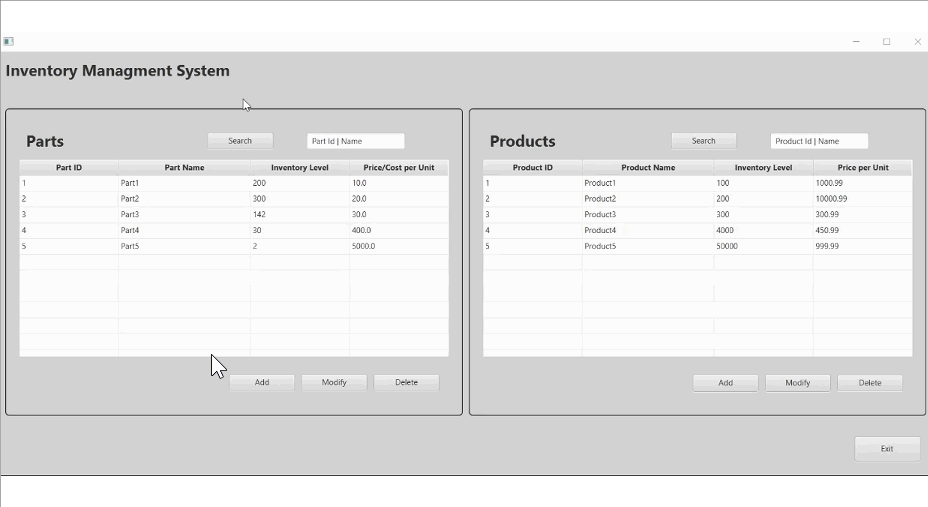 Inventory Managment System
Parts
Search
Part Id | Name
Part ID Part Name Inventory Level Price/Cost per Unit
1 Part1 200 10.0
2 Part2 300 20.0
3 Part3 142 30.0
4 Part4 30 400.0
5 Part5 2 5000.0
Add Modify Delete
Products
Search
Product Id | Name
Product ID Product Name Inventory Level Price per Unit
1 Product1 100 1000.99
2 Product2 200 10000.99
3 Product3 300 300.99
4 Product4 4000 450.99
5 Product5 50000 999.99
Add Modify Delete
Exit